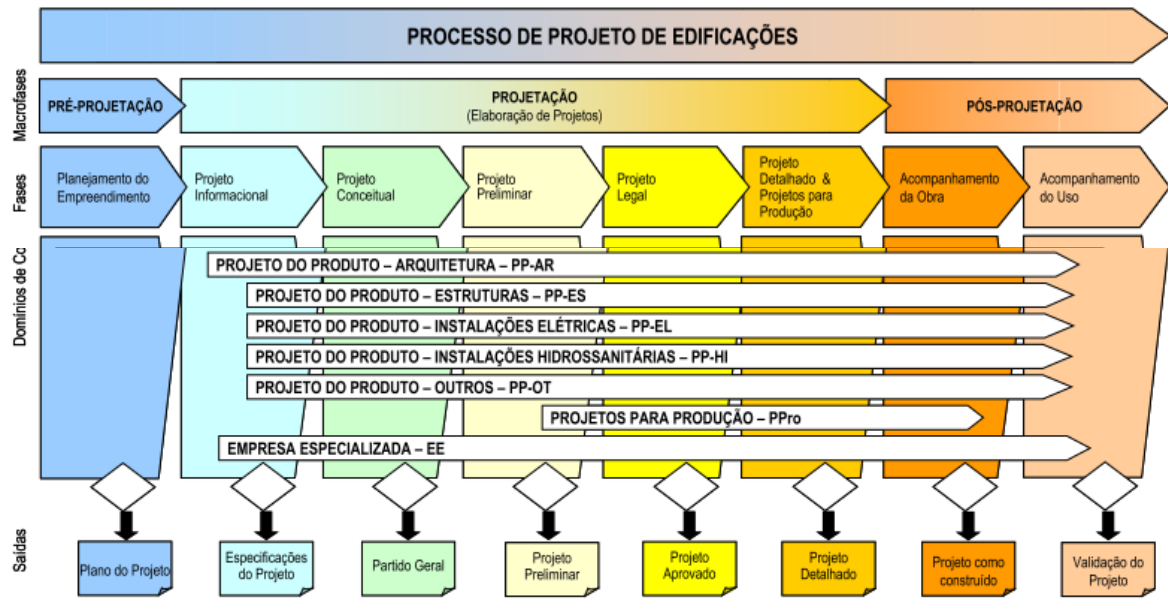 PROCESSO DE PROJETO DE EDIFICAÇÕES
Macrofases
PRÉ-PROJETAÇÃO
PROJETAÇÃO
(Elaboração de Projetos)
PÓS-PROJETAÇÃO
Fases
Planejamento do
Empreendimento
Projeto
Informacional
Projeto
Conceitual
Projeto
Preliminar
Projeto
Legal
Projeto
Detalhado &
Projetos para
Produção
Acompanhamento
da Obra
Acompanhamento
do Uso
Domínios de Co
PROJETO DO PRODUTO – ARQUITETURA – PP-AR
PROJETO DO PRODUTO – ESTRUTURAS – PP-ES
PROJETO DO PRODUTO – INSTALAÇÕES ELÉTRICAS – PP-EL
PROJETO DO PRODUTO – INSTALAÇÕES HIDROSSANITÁRIAS – PP-HI
PROJETO DO PRODUTO – OUTROS – PP-OT
PROJETOS PARA PRODUÇÃO – PPro
EMPRESA ESPECIALIZADA – EE
Saídas
Plano do Projeto
Especificações
do Projeto
Partido Geral
Projeto
Preliminar
Projeto
Aprovado
Projeto
Detalhado
Projeto como
construído
Validação do
Projeto